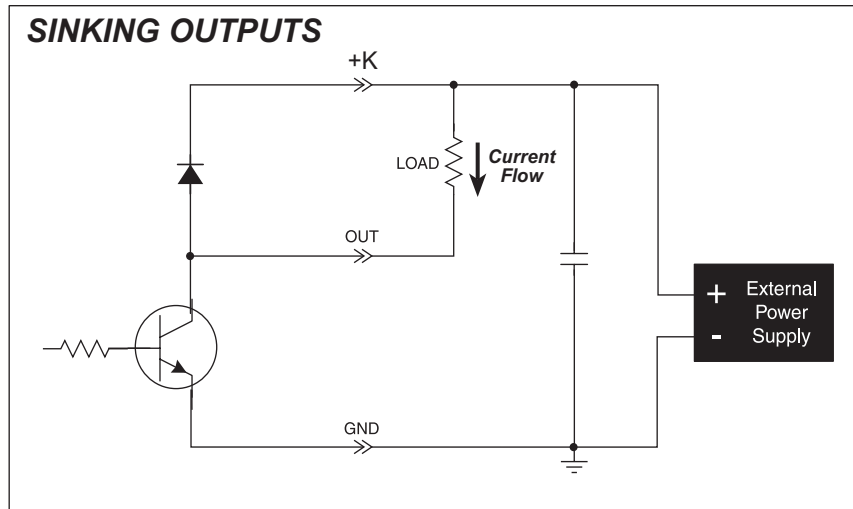 SINKING OUTPUTS
+K
LOAD
Current
Flow
OUT
+ External
Power
- Supply
GND